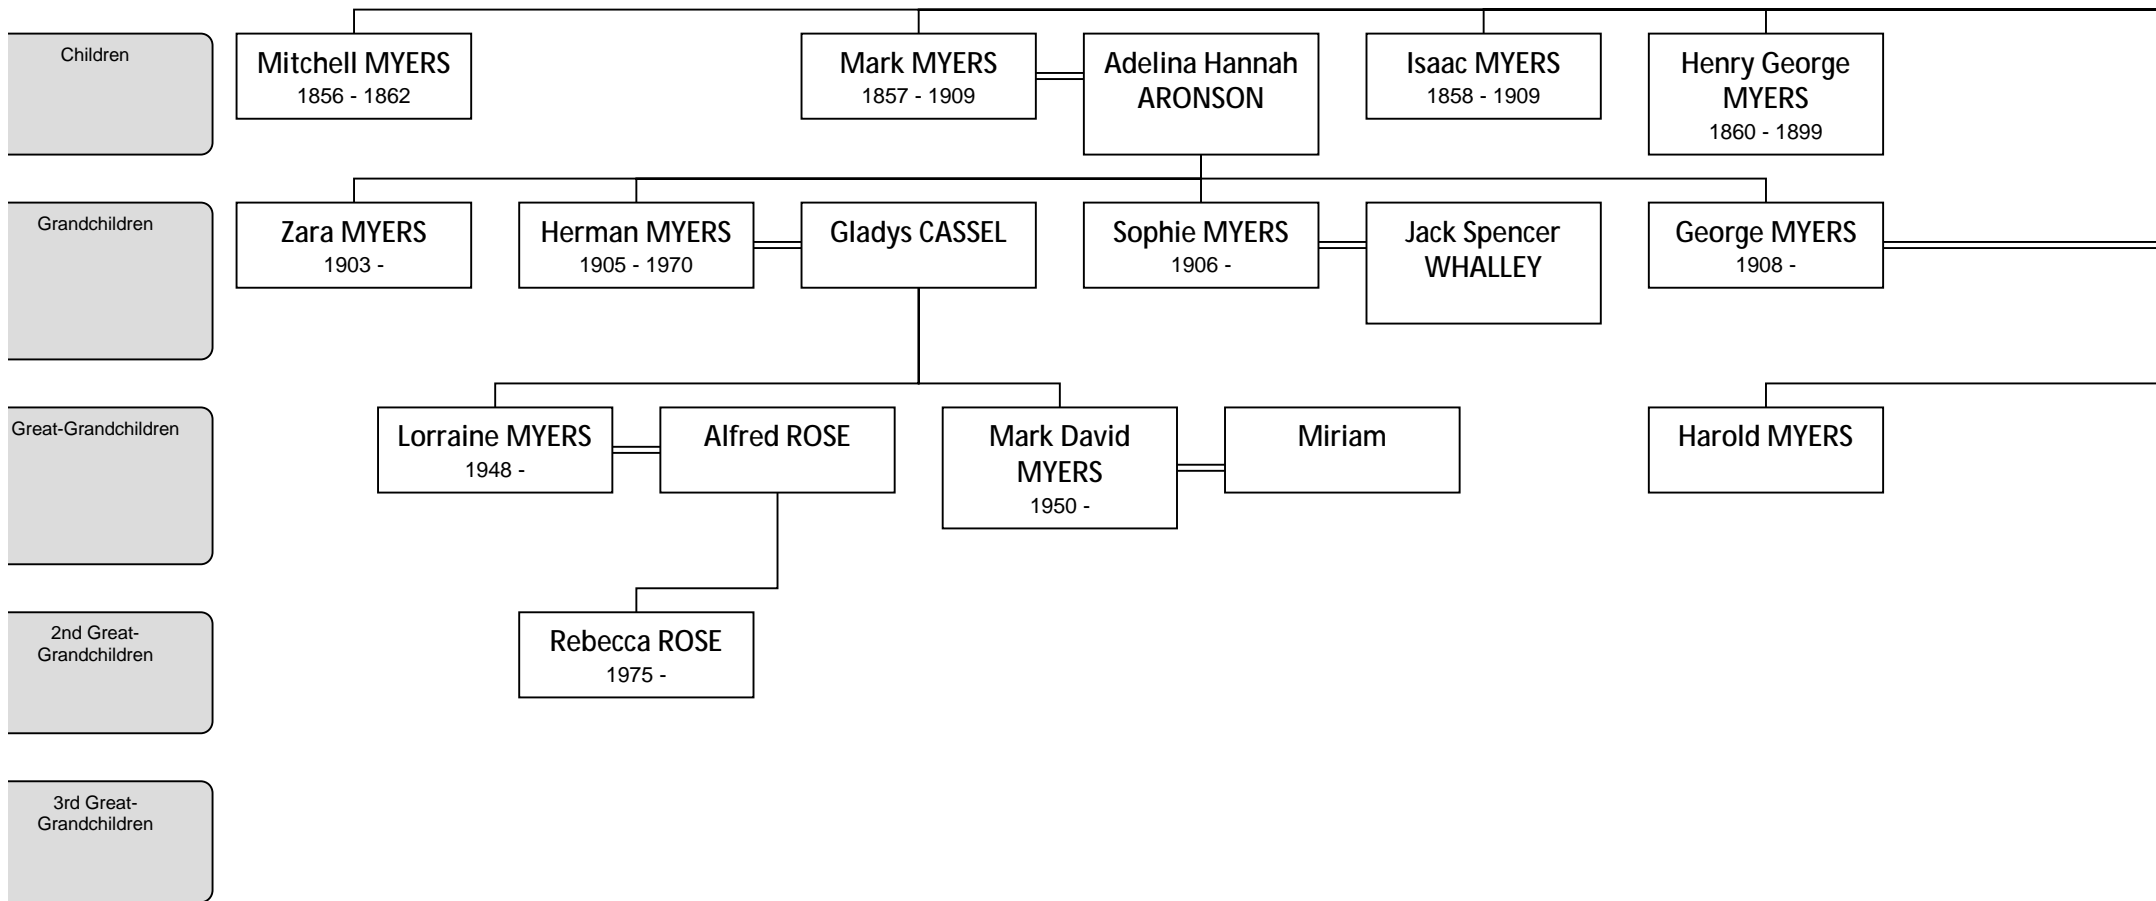 Children
Mitchell MYERS
1856 - 1862
Mark MYERS
1857 - 1909
Adelina Hannah
ARONSON
Isaac MYERS
1858 - 1909
Henry George
MYERS
1860 - 1899
Grandchildren
Zara MYERS
1903 -
Herman MYERS
1905 - 1970
Gladys CASSEL
Sophie MYERS
1906 -
Jack Spencer
WHALLEY
George MYERS
1908 -
Great-Grandchildren
Lorraine MYERS
1948 -
Alfred ROSE
Mark David
MYERS
1950 -
Miriam
Harold MYERS
2nd Great-
Grandchildren
Rebecca ROSE
1975 -
3rd Great-
Grandchildren